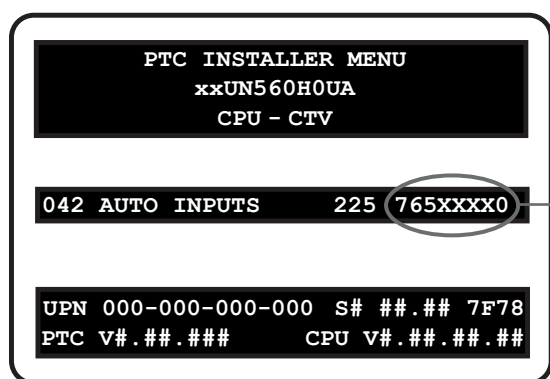 PTC INSTALLER MENU
xxUN560H0UA
CPU – CTV
042 AUTO INPUTS 225 765XXXX0
UPN 000-000-000-000 S# ##.## 7F78
PTC V#.##.### CPU V#.##.##.##